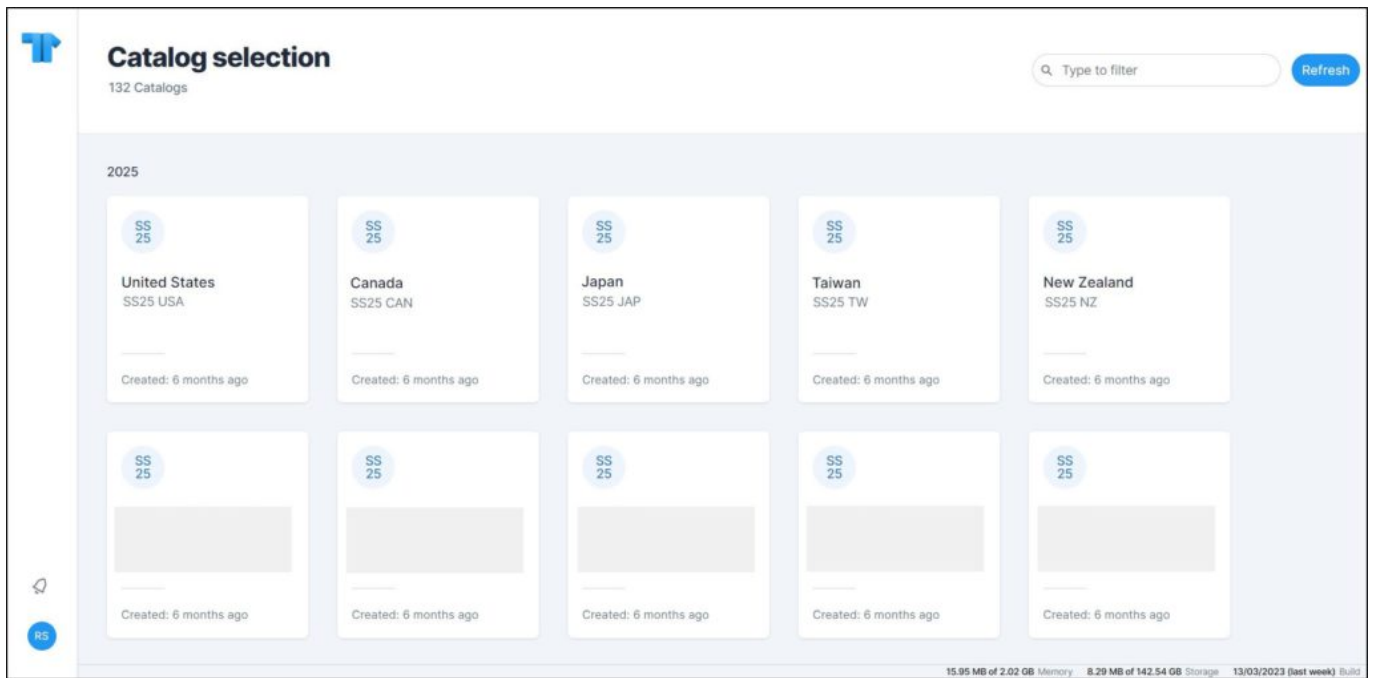 Catalog selection
132 Catalogs
Type to filter
Refresh
2025
SS
25
United States
SS25 USA
Created: 6 months ago
SS
25
Canada
SS25 CAN
Created: 6 months ago
SS
25
Japan
SS25 JAP
Created: 6 months ago
SS
25
Taiwan
SS25 TW
Created: 6 months ago
SS
25
New Zealand
SS25 NZ
Created: 6 months ago
SS
25
Created: 6 months ago
SS
25
Created: 6 months ago
SS
25
Created: 6 months ago
SS
25
Created: 6 months ago
SS
25
Created: 6 months ago
RS
15.95 MB of 2.02 GB Memory 8.29 MB of 142.54 GB Storage 13/03/2023 (last week) Build